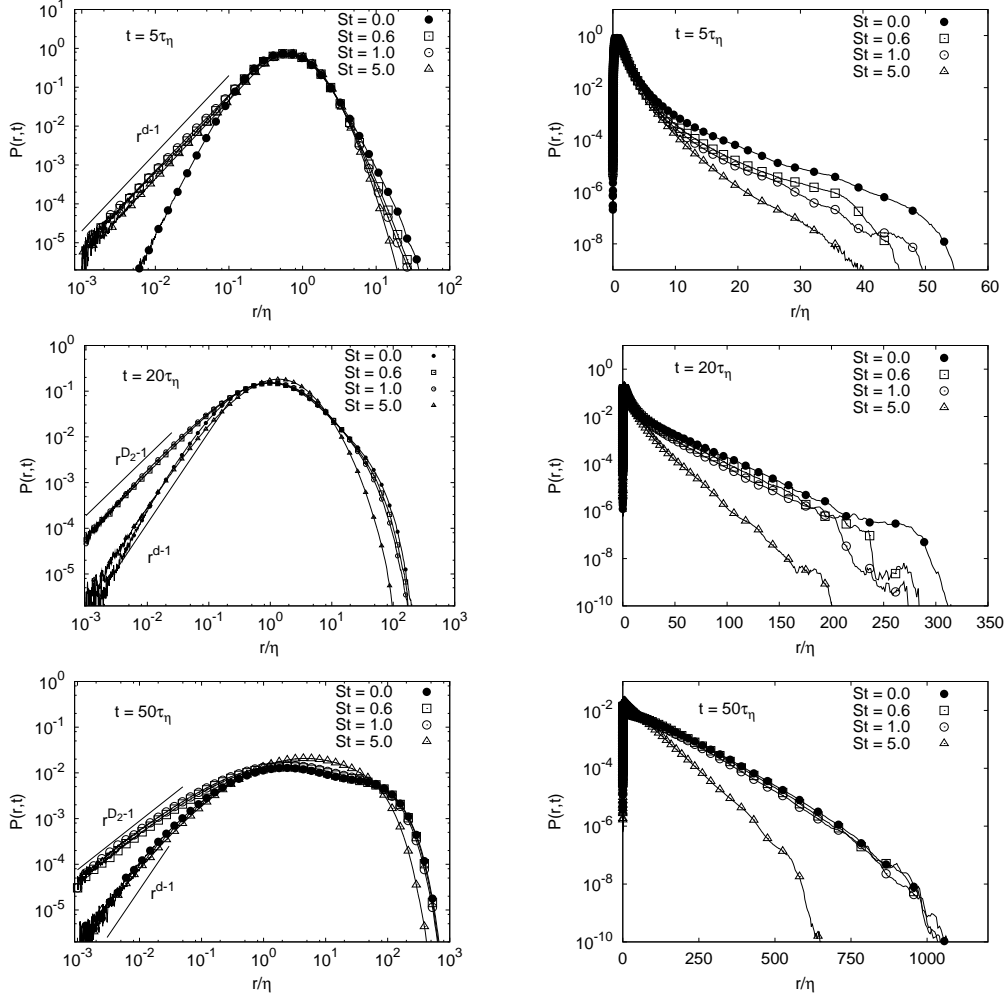 10^1
10^0
10^-1
10^-2
10^-3
10^-4
10^-5
P(r,t)
t = 5τ_η
St = 0.0
St = 0.6
St = 1.0
St = 5.0
r^{d-1}
10^-3
10^-2
10^-1
10^0
10^1
10^2
r/η
10^0
10^-2
10^-4
10^-6
10^-8
P(r,t)
t = 5τ_η
St = 0.0
St = 0.6
St = 1.0
St = 5.0
0
10
20
30
40
50
60
r/η
10^0
10^-1
10^-2
10^-3
10^-4
10^-5
P(r,t)
t = 20τ_η
St = 0.0
St = 0.6
St = 1.0
St = 5.0
r^{D_2-1}
r^{d-1}
10^-3
10^-2
10^-1
10^0
10^1
10^2
10^3
r/η
10^0
10^-2
10^-4
10^-6
10^-8
10^-10
P(r,t)
t = 20τ_η
St = 0.0
St = 0.6
St = 1.0
St = 5.0
0
50
100
150
200
250
300
350
r/η
10^0
10^-1
10^-2
10^-3
10^-4
10^-5
P(r,t)
t = 50τ_η
St = 0.0
St = 0.6
St = 1.0
St = 5.0
r^{D_2-1}
r^{d-1}
10^-3
10^-2
10^-1
10^0
10^1
10^2
10^3
r/η
10^-2
10^-4
10^-6
10^-8
10^-10
P(r,t)
t = 50τ_η
St = 0.0
St = 0.6
St = 1.0
St = 5.0
0
250
500
750
1000
r/η